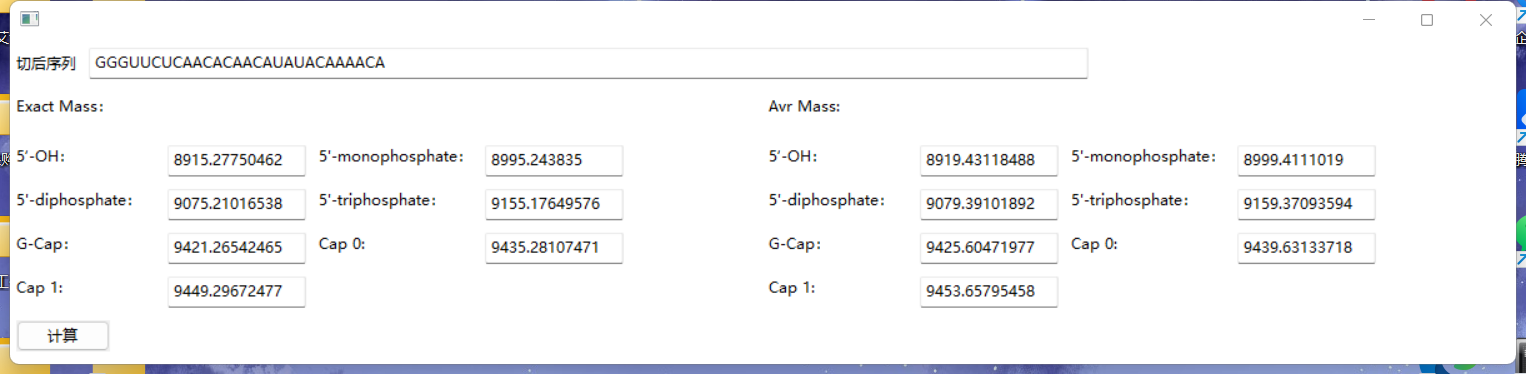 切后序列 GGGUUCUCAACACAACAUAUACAAAACA
Exact Mass: Avr Mass:
5'-OH: 8915.27750462 5'-monophosphate: 8995.243835 5'-OH: 8919.43118488 5'-monophosphate: 8999.4111019
5'-diphosphate: 9075.21016538 5'-triphosphate: 9155.17649576 5'-diphosphate: 9079.39101892 5'-triphosphate: 9159.37093594
G-Cap: 9421.26542465 Cap 0: 9435.28107471 G-Cap: 9425.60471977 Cap 0: 9439.63133718
Cap 1: 9449.29672477 Cap 1: 9453.65795458
计算